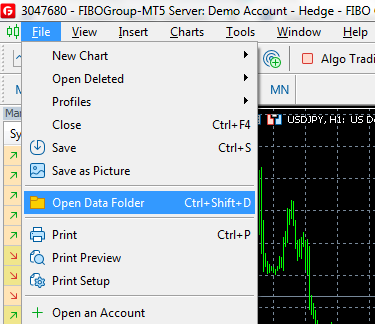 3047680 - FIBOGroup-MT5 Server: Demo Account - Hedge - FIBO G
File View Insert Charts Tools Window Help
New Chart
Open Deleted
Profiles
Close Ctrl+F4
Save Ctrl+S
Save as Picture
Open Data Folder Ctrl+Shift+D
Print Ctrl+P
Print Preview
Print Setup
Open an Account
Algo Tradi
M
MN
Mar
Sy
USDJPY, H1: US Do